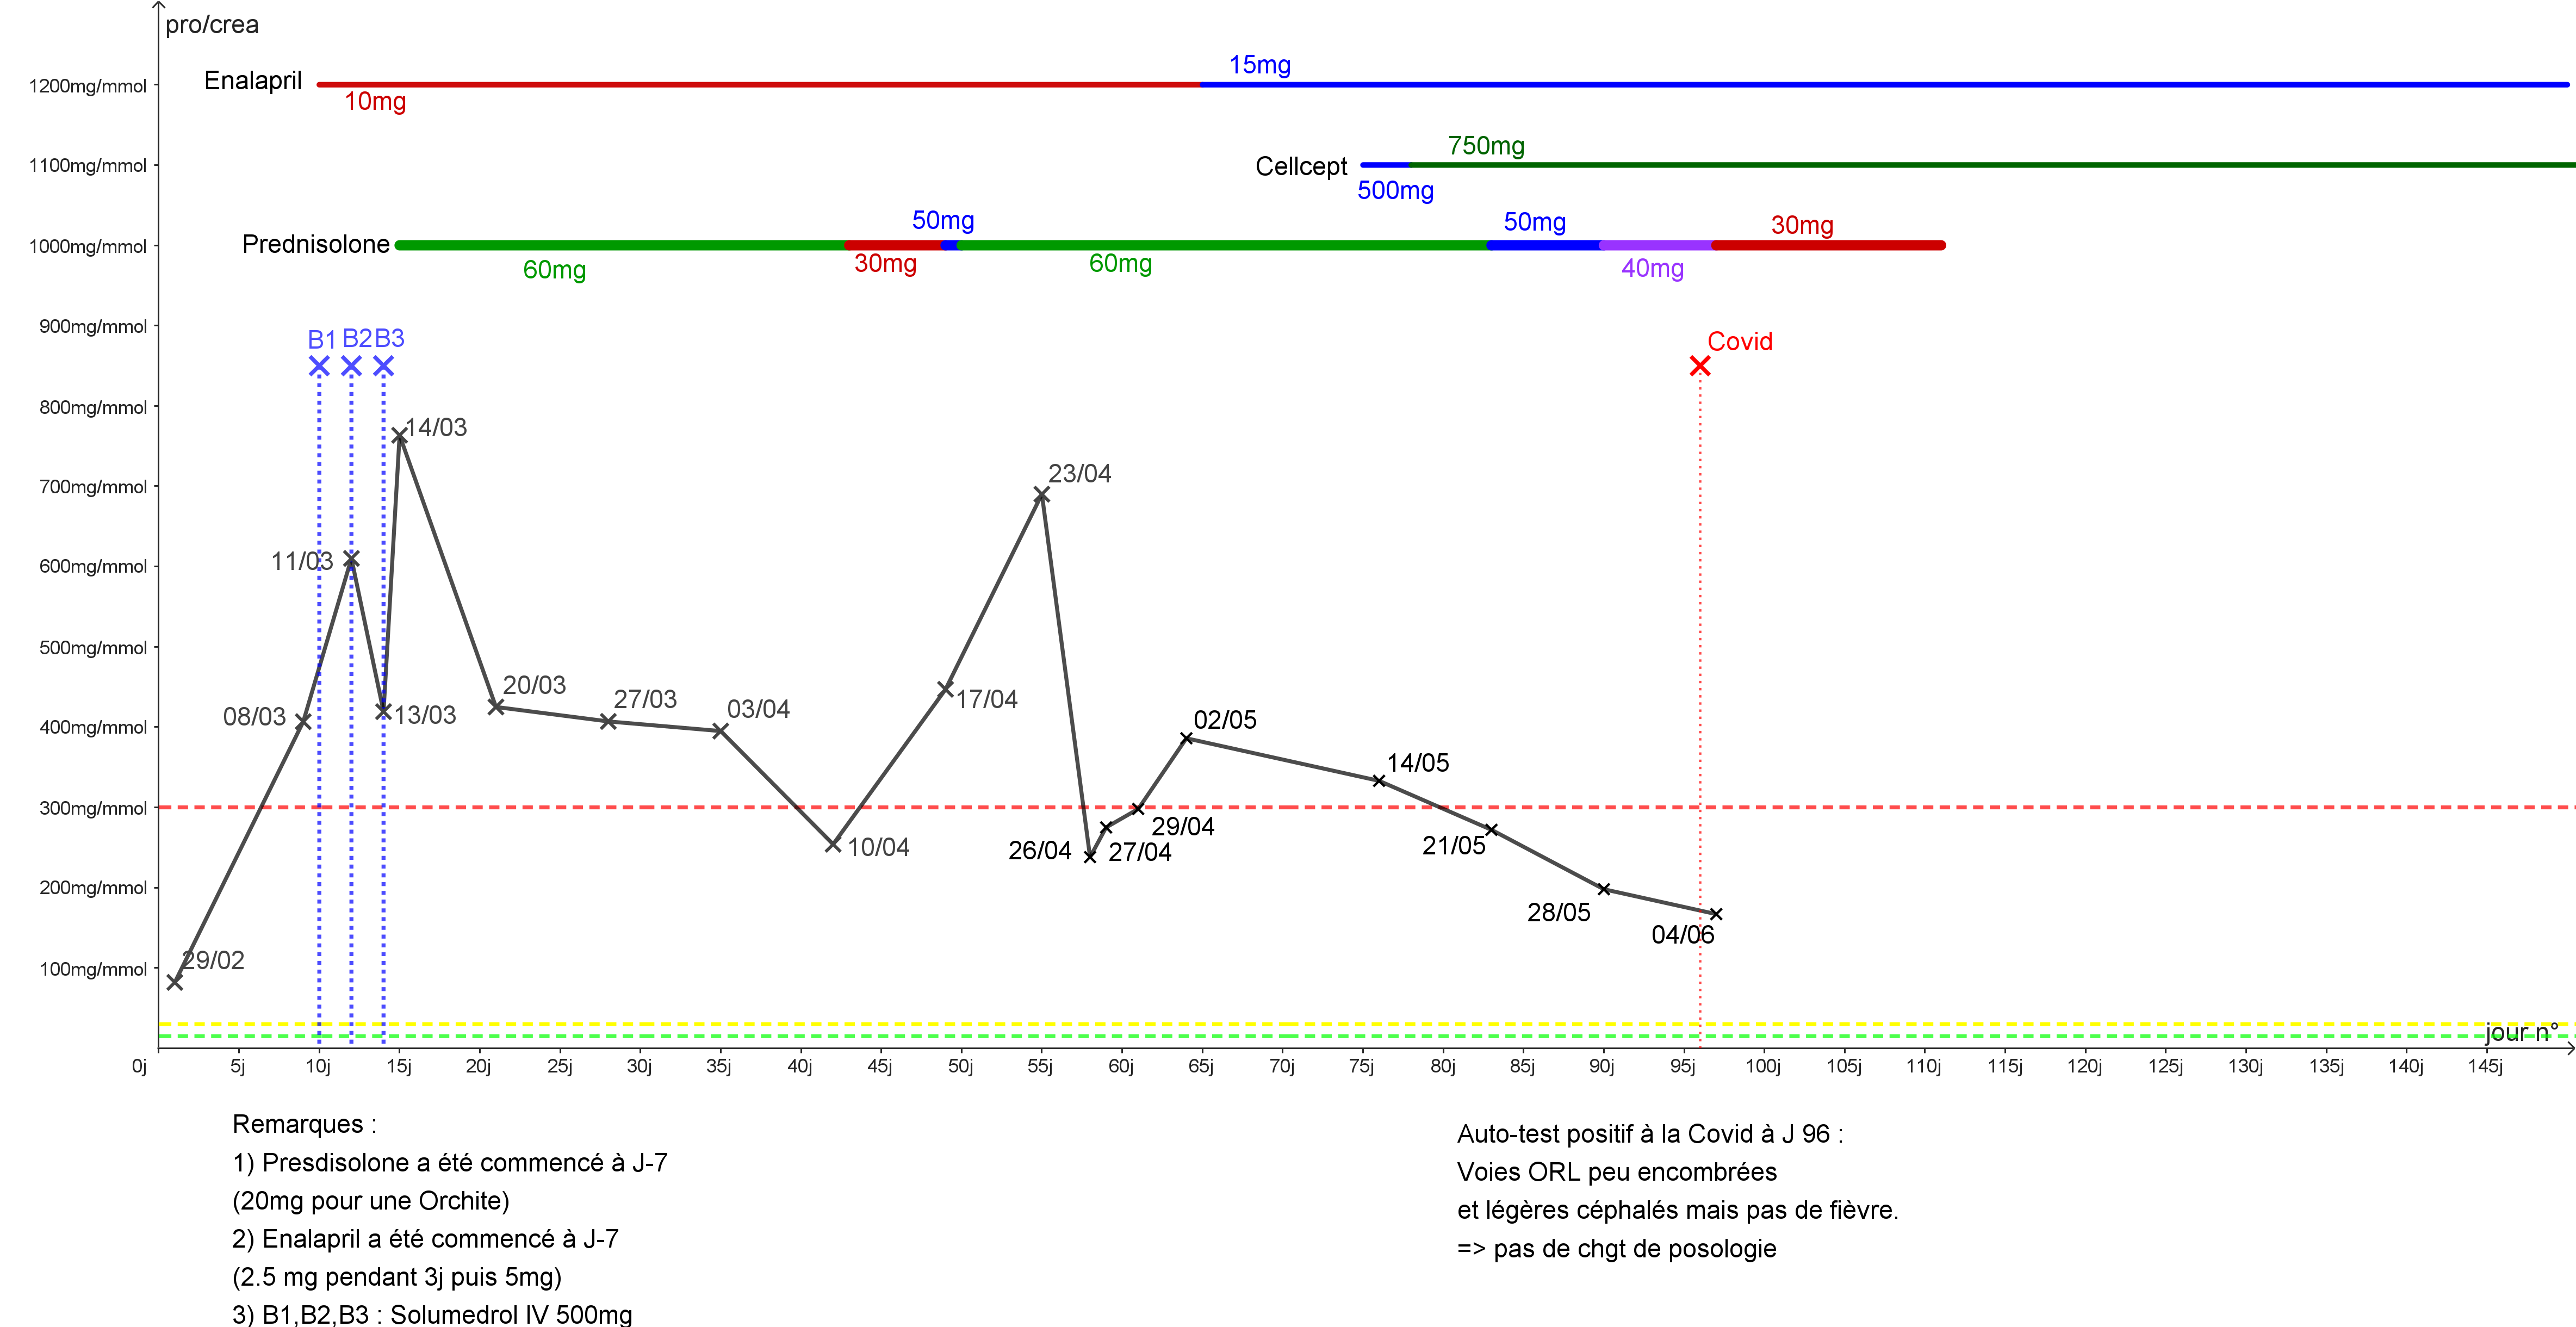 pro/crea
15mg
Enalapril
1200mg/mmol
10mg
750mg
1100mg/mmol
Cellcept
500mg
50mg
50mg
30mg
Prednisolone
1000mg/mmol
60mg
30mg
60mg
40mg
900mg/mmol
B1
B2
B3
Covid
800mg/mmol
14/03
700mg/mmol
23/04
600mg/mmol
11/03
500mg/mmol
20/03
27/03
03/04
17/04
08/03
13/03
400mg/mmol
02/05
14/05
300mg/mmol
29/04
10/04
26/04
27/04
21/05
200mg/mmol
28/05
04/06
29/02
100mg/mmol
jour n°
0j
5j
10j
15j
20j
25j
30j
35j
40j
45j
50j
55j
60j
65j
70j
75j
80j
85j
90j
95j
100j
105j
110j
115j
120j
125j
130j
135j
140j
145j
Remarques :
1) Presdisolone a été commencé à J-7
(20mg pour une Orchite)
2) Enalapril a été commencé à J-7
(2.5 mg pendant 3j puis 5mg)
3) B1,B2,B3 : Solumedrol IV 500mg
Auto-test positif à la Covid à J 96 :
Voies ORL peu encombrées
et légères céphalés mais pas de fièvre.
=> pas de chgt de posologie